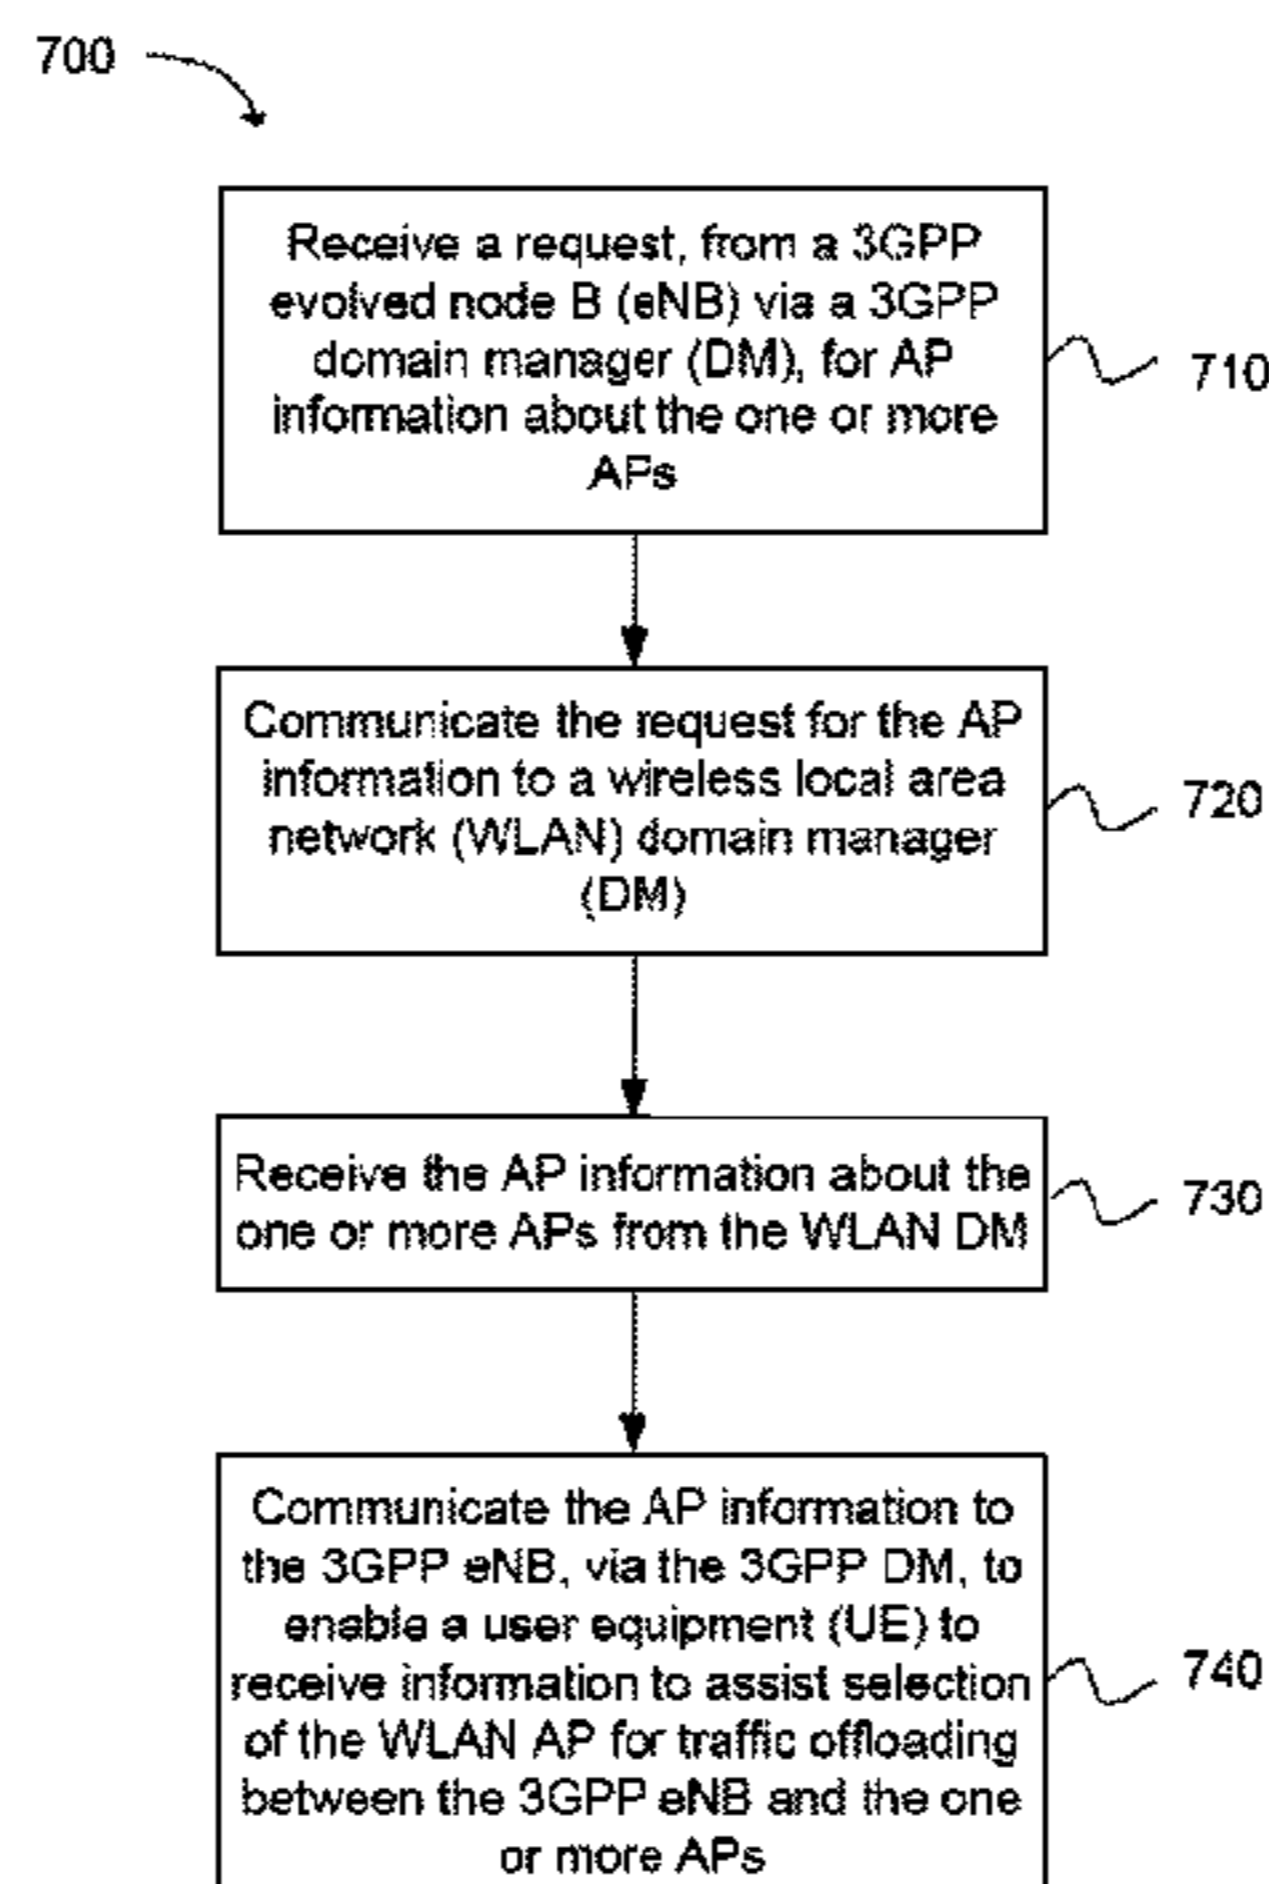 700
Receive a request, from a 3GPP
evolved node B (eNB) via a 3GPP
domain manager (DM), for AP
information about the one or more
APs
710
Communicate the request for the AP
information to a wireless local area
network (WLAN) domain manager
(DM)
720
Receive the AP information about the
one or more APs from the WLAN DM
730
Communicate the AP information to
the 3GPP eNB, via the 3GPP DM, to
enable a user equipment (UE) to
receive information to assist selection
of the WLAN AP for traffic offloading
between the 3GPP eNB and the one
or more APs
740